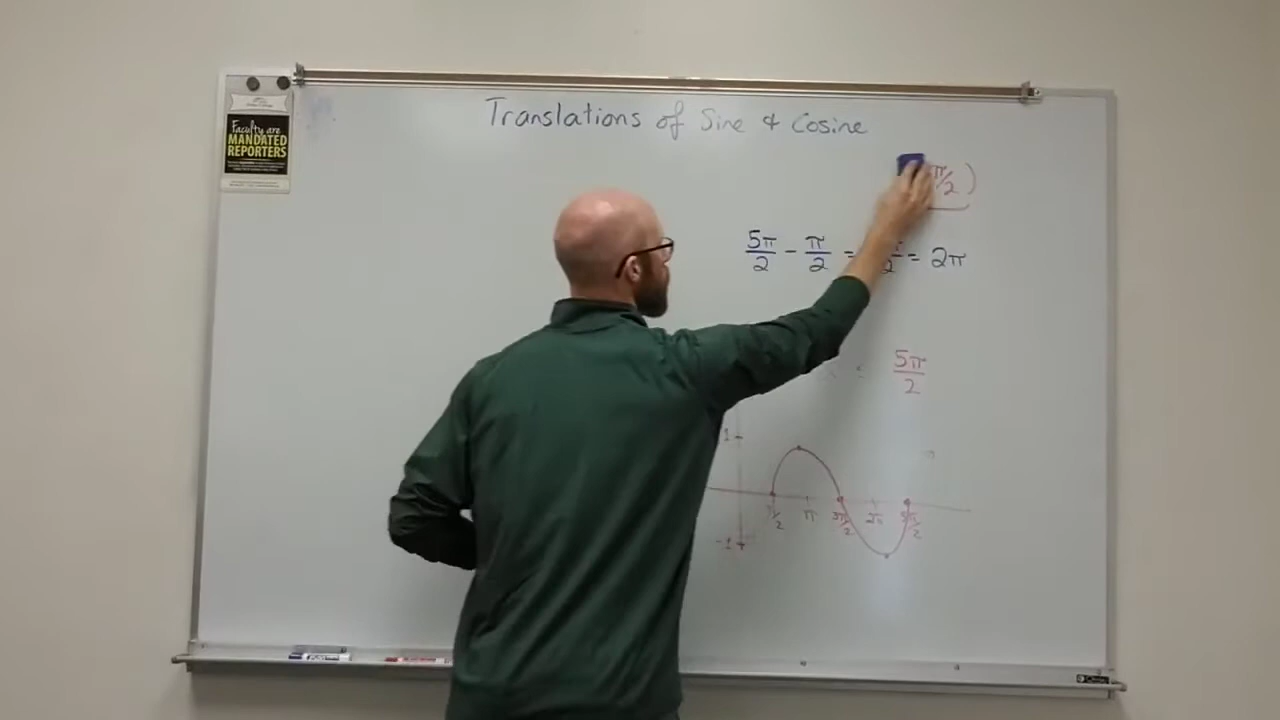 Translations of Sine & Cosine
Faculty are
MANDATED
REPORTERS
π/2)
5π/2 - π/2 = = 2π
≤ 5π/2
1
π/2 π 3π/2 2π 5π/2
-1